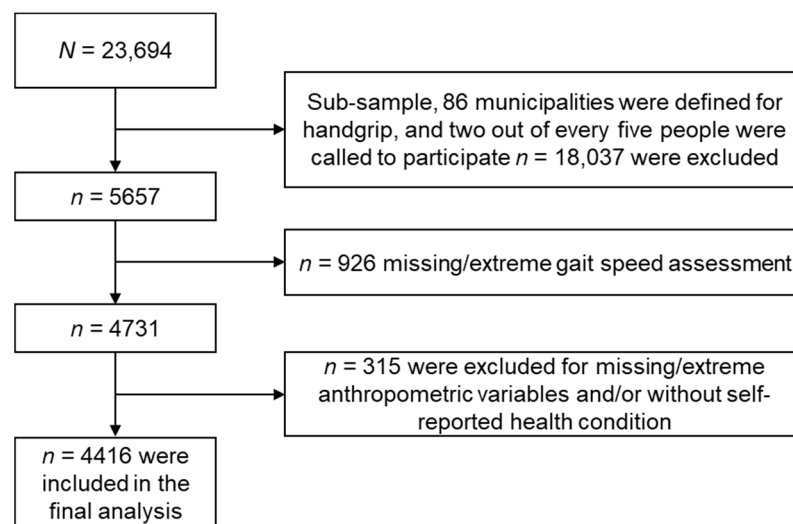 N = 23,694
Sub-sample, 86 municipalities were defined for
handgrip, and two out of every five people were
called to participate n = 18,037 were excluded
n = 5657
n = 926 missing/extreme gait speed assessment
n = 4731
n = 315 were excluded for missing/extreme
anthropometric variables and/or without self-
reported health condition
n = 4416 were
included in the
final analysis